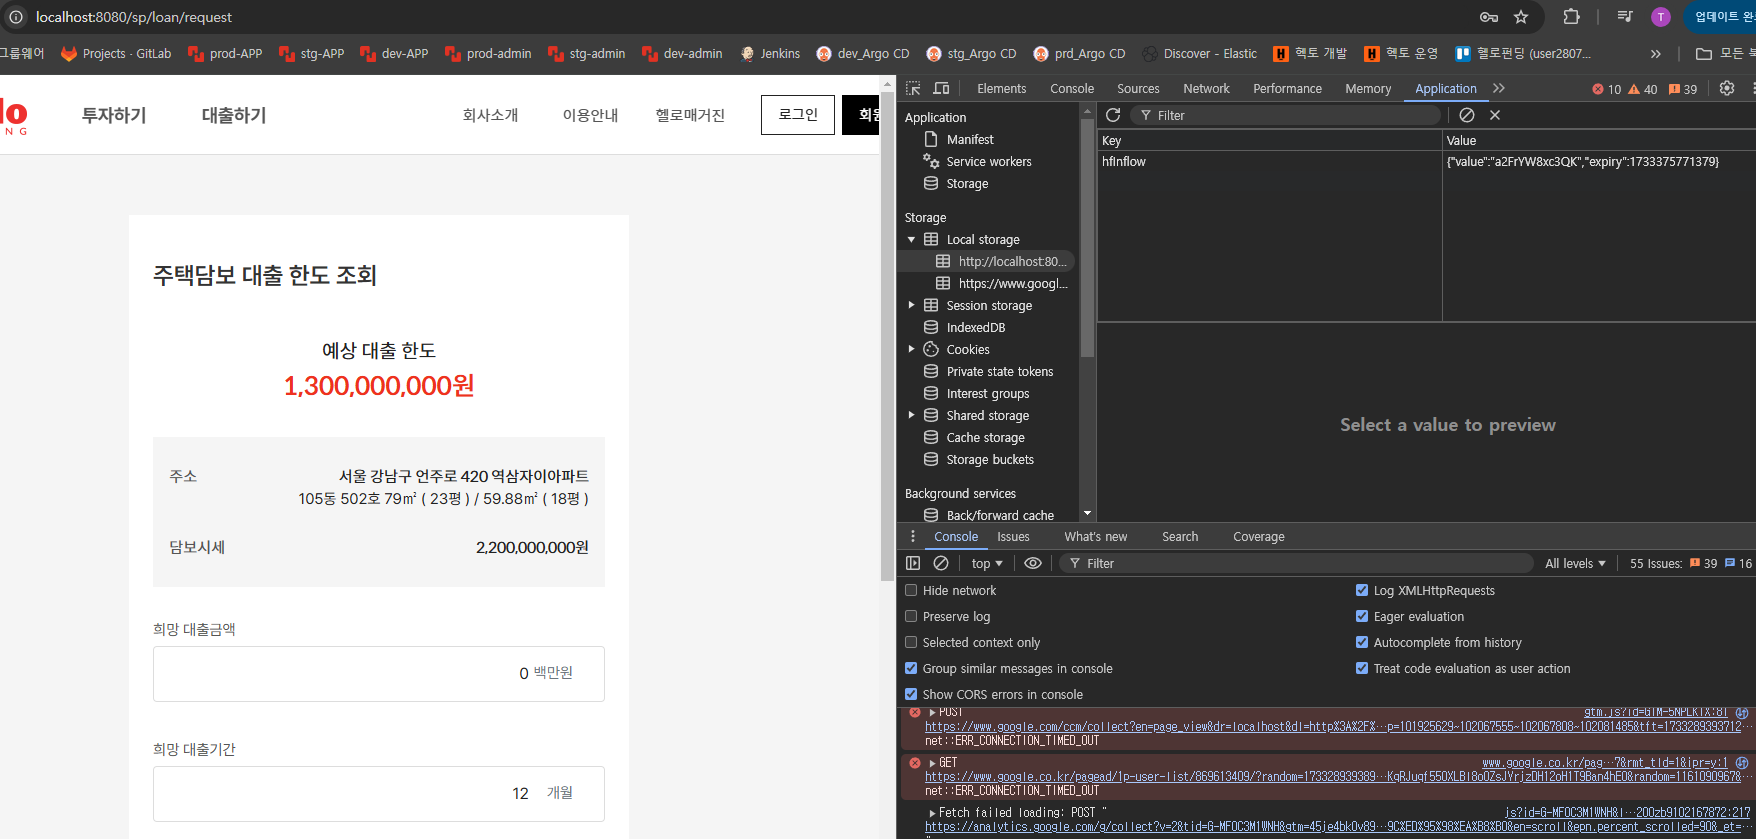 localhost:8080/sp/loan/request
T
업데이트 완
그룹웨어 Projects · GitLab prod-APP stg-APP dev-APP prod-admin stg-admin dev-admin Jenkins dev_Argo CD stg_Argo CD prd_Argo CD Discover - Elastic 헥토 개발 헥토 운영 헬로펀딩 (user2807... » 모든
lo
N G
투자하기 대출하기 회사소개 이용안내 헬로매거진 로그인 회원
주택담보 대출 한도 조회
예상 대출 한도
1,300,000,000원
주소 서울 강남구 언주로 420 역삼자이아파트
105동 502호 79㎡ ( 23평 ) / 59.88㎡ ( 18평 )
담보시세 2,200,000,000원
희망 대출금액
0 백만원
희망 대출기간
12 개월
Elements Console Sources Network Performance Memory Application » 10 40 39
Application
Manifest
Service workers
Storage
Storage
Local storage
http://localhost:80...
https://www.googl...
Session storage
IndexedDB
Cookies
Private state tokens
Interest groups
Shared storage
Cache storage
Storage buckets
Background services
Back/forward cache
Filter
Key Value
hfInflow {"value":"a2FrYW8xc3QK","expiry":1733375771379}
Select a value to preview
Console Issues What's new Search Coverage
top Filter All levels 55 Issues: 39 16
Hide network Log XMLHttpRequests
Preserve log Eager evaluation
Selected context only Autocomplete from history
Group similar messages in console Treat code evaluation as user action
Show CORS errors in console
POST gtm.js?id=GTM-5NPLKTX:81
https://www.google.com/ccm/collect?en=page_view&dr=localhost&dl=http%3A%2F%…p=101925629~102067555~102067808~102081485&tft=1733289393712…
net::ERR_CONNECTION_TIMED_OUT
GET www.google.co.kr/pag…7&rmt_tld=1&ipr=y:1
https://www.google.co.kr/pagead/1p-user-list/869613409/?random=173328939389…KqRJuqf55OXLBI8oOZsJYrjzDH12oH1T9Ban4hEO&random=1161090967&…
net::ERR_CONNECTION_TIMED_OUT
Fetch failed loading: POST " js?id=G-MFOC3M1WNH&l…200zb9102167872:217
https://analytics.google.com/g/collect?v=2&tid=G-MFOC3M1WNH&gtm=45je4bk0v89…9C%ED%95%98%EA%B8%B0&en=scroll&epn.percent_scrolled=90&_et=…